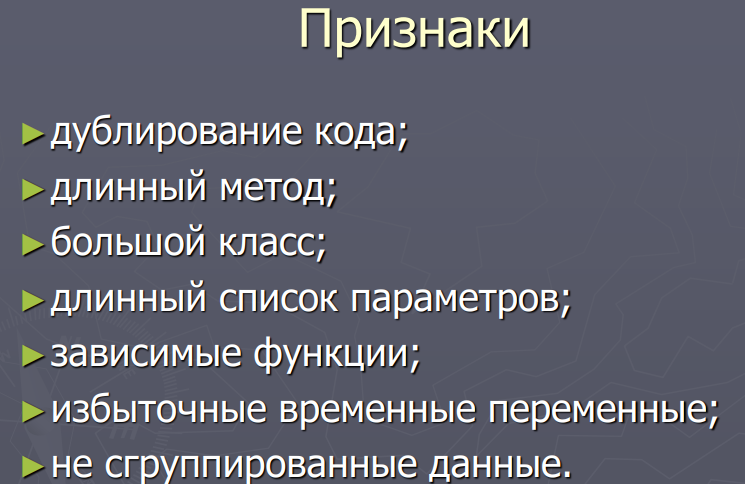 Признаки
►дублирование кода;
►длинный метод;
►большой класс;
►длинный список параметров;
►зависимые функции;
►избыточные временные переменные;
►не сгруппированные данные.